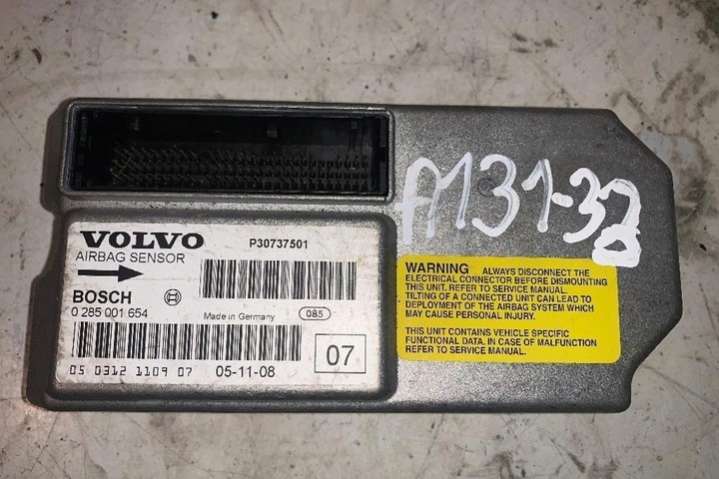 A131-38
VOLVO P30737501
AIRBAG SENSOR
BOSCH
0 285 001 654 Made in Germany 085
07
05 0312 1109 07 05-11-08
WARNING ALWAYS DISCONNECT THE
ELECTRICAL CONNECTOR BEFORE DISMOUNTING
THIS UNIT. REFER TO SERVICE MANUAL.
TILTING OF A CONNECTED UNIT CAN LEAD TO
DEPLOYMENT OF THE AIRBAG SYSTEM WHICH
MAY CAUSE PERSONAL INJURY.
THIS UNIT CONTAINS VEHICLE SPECIFIC
FUNCTIONAL DATA. IN CASE OF MALFUNCTION
REFER TO SERVICE MANUAL.